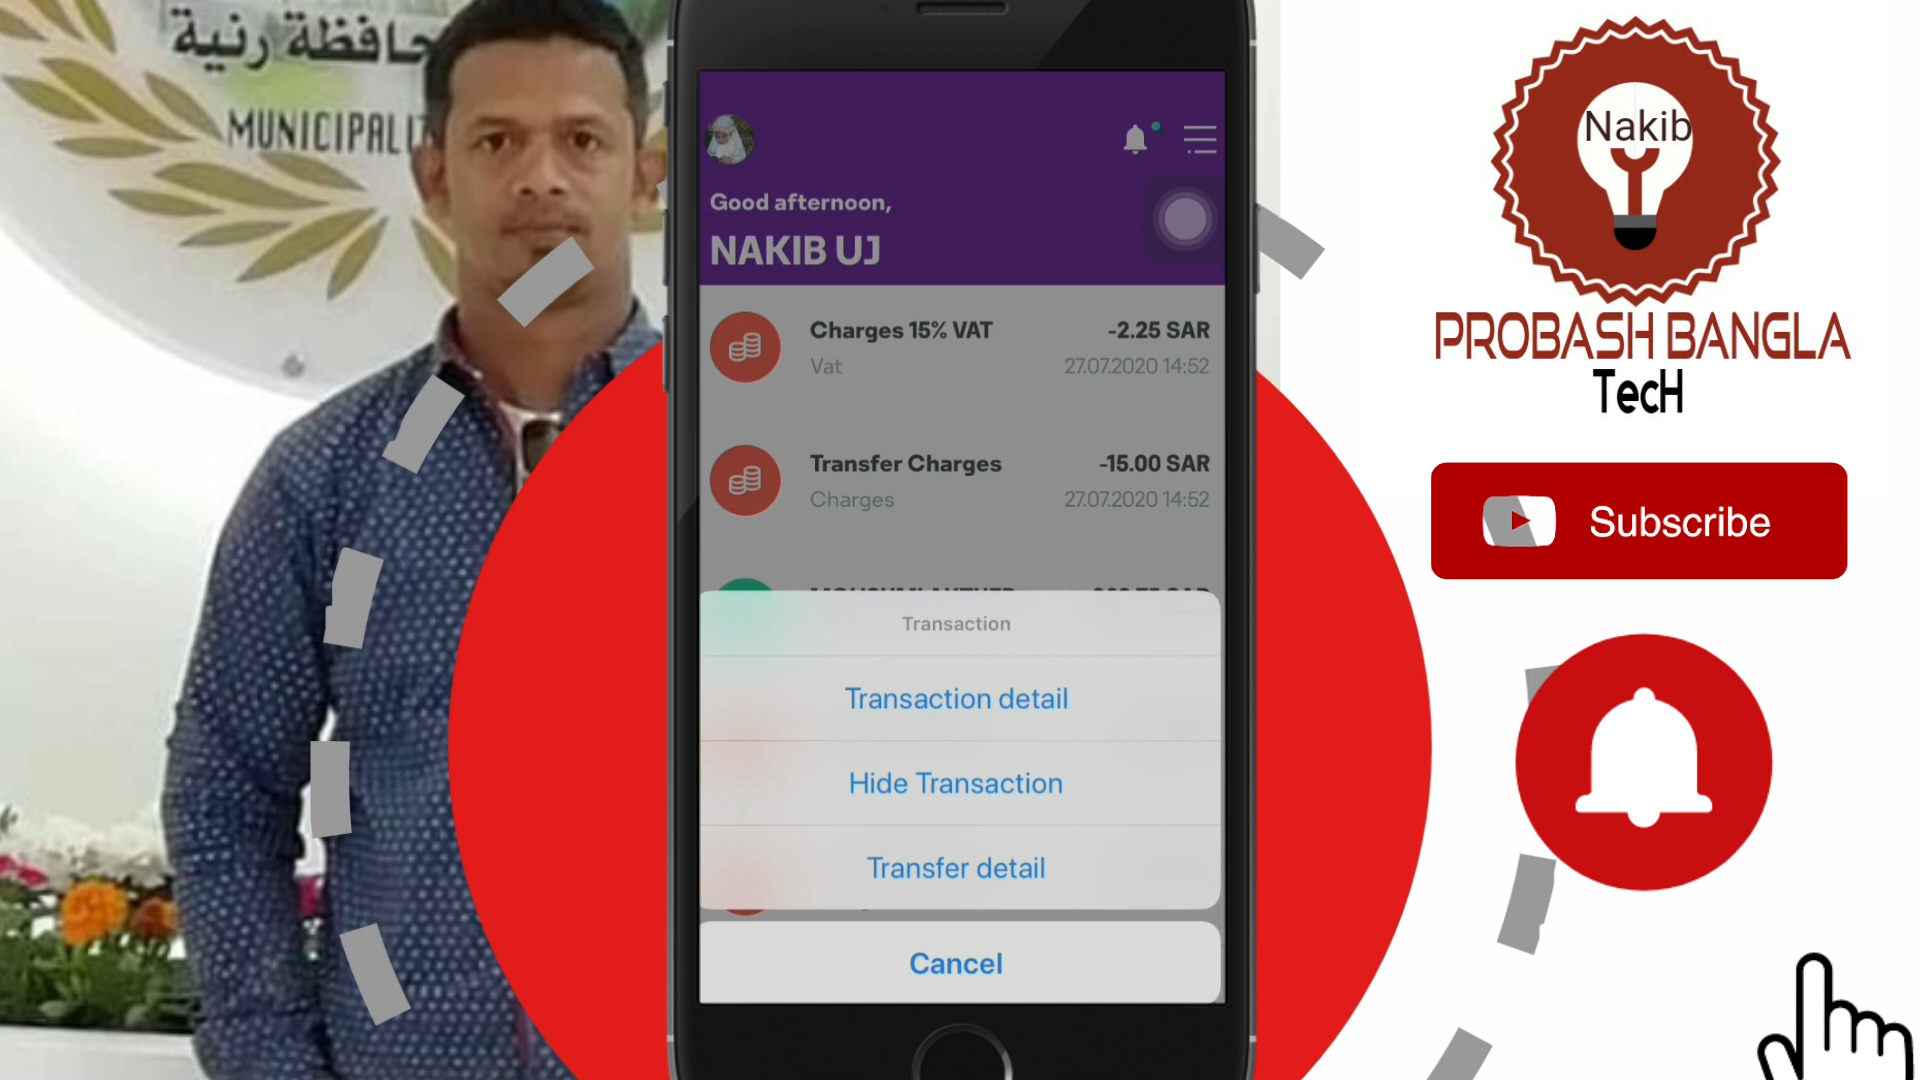 حافظة رنية
MUNICIPALIT
Good afternoon,
NAKIB UJ
Charges 15% VAT
-2.25 SAR
Vat
27.07.2020 14:52
Transfer Charges
-15.00 SAR
Charges
27.07.2020 14:52
Transaction
Transaction detail
Hide Transaction
Transfer detail
Cancel
Nakib
PROBASH BANGLA
TecH
Subscribe